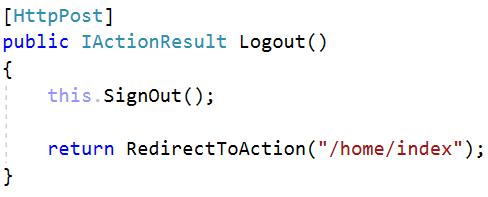 [HttpPost]
public IActionResult Logout()
{
this.SignOut();
return RedirectToAction("/home/index");
}